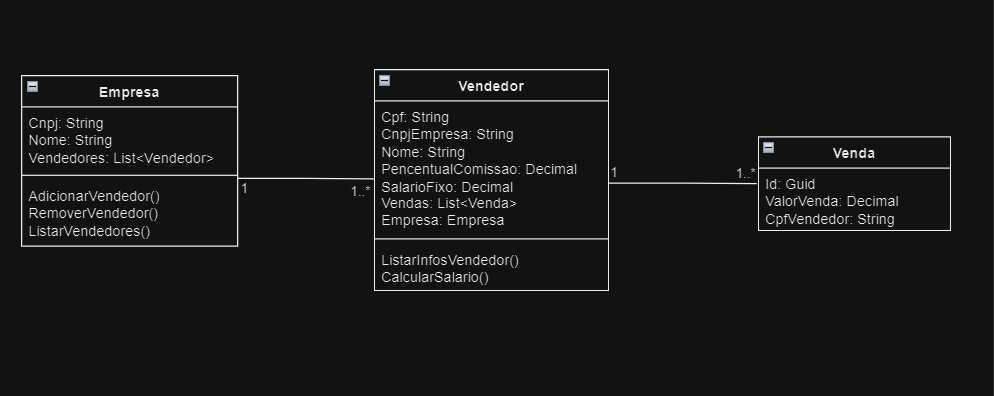 Empresa
Cnpj: String
Nome: String
Vendedores: List<Vendedor>
AdicionarVendedor()
RemoverVendedor()
ListarVendedores()
1
1..*
Vendedor
Cpf: String
CnpjEmpresa: String
Nome: String
PencentualComissao: Decimal
SalarioFixo: Decimal
Vendas: List<Venda>
Empresa: Empresa
ListarInfosVendedor()
CalcularSalario()
1
1..*
Venda
Id: Guid
ValorVenda: Decimal
CpfVendedor: String